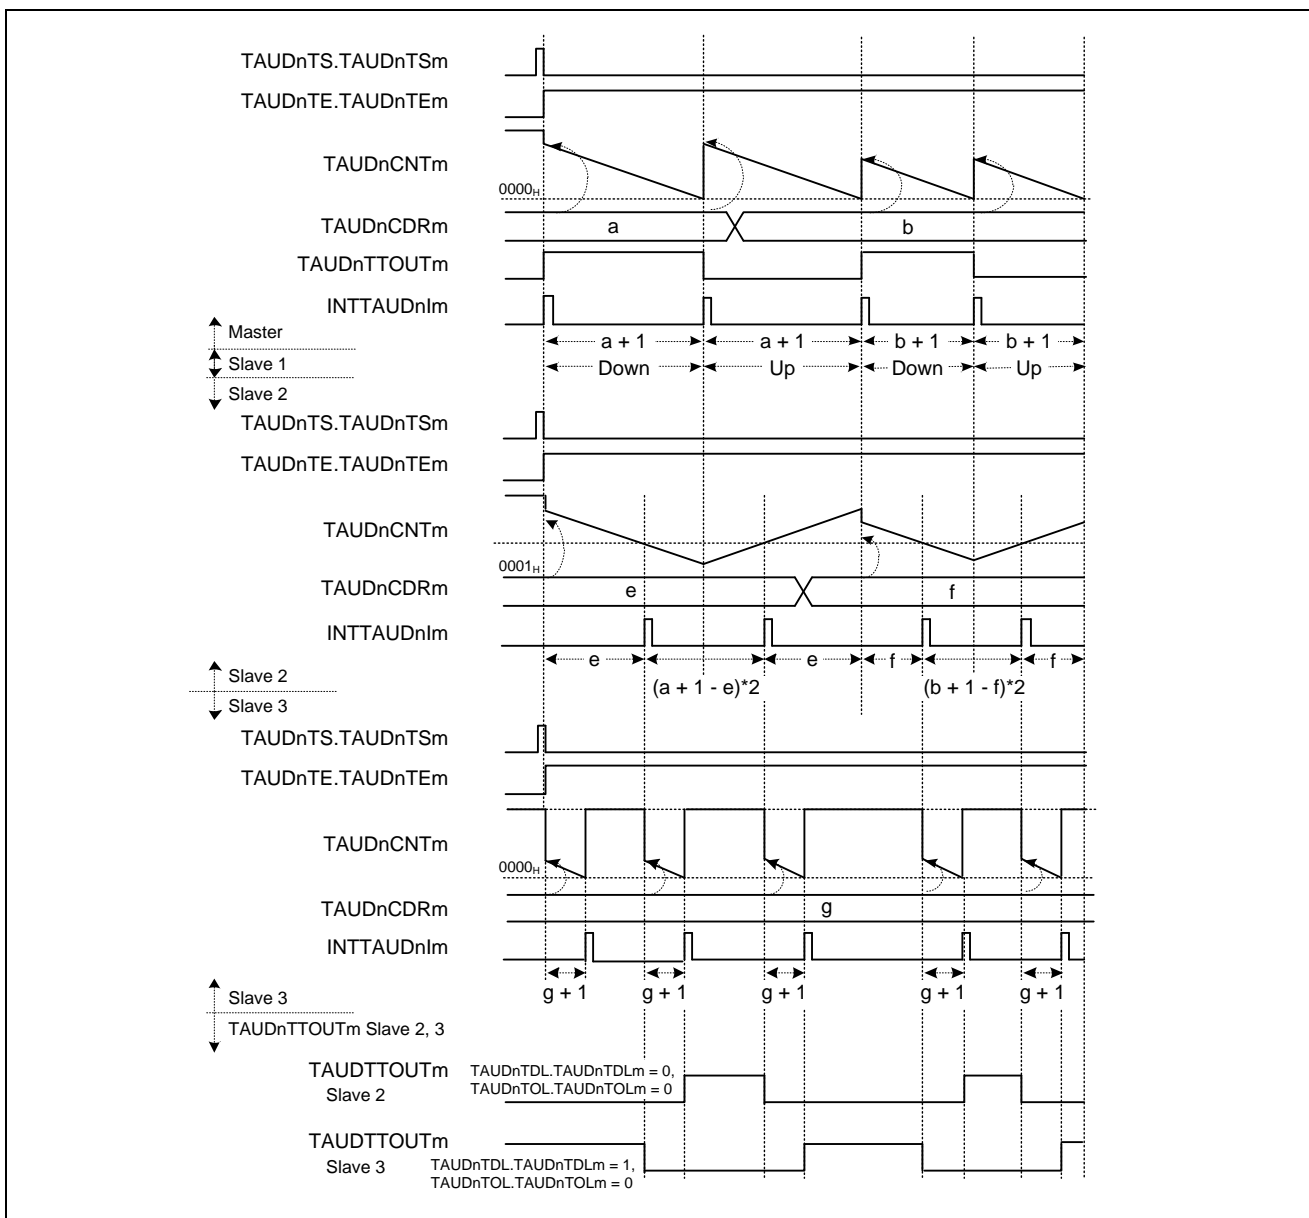 TAUDnTS.TAUDnTSm
TAUDnTE.TAUDnTEm
TAUDnCNTm
0000H
TAUDnCDRm
a
b
TAUDnTTOUTm
INTTAUDnIm
Master
a + 1
a + 1
b + 1
b + 1
Slave 1
Down
Up
Down
Up
Slave 2
TAUDnTS.TAUDnTSm
TAUDnTE.TAUDnTEm
TAUDnCNTm
0001H
TAUDnCDRm
e
f
INTTAUDnIm
e
e
f
f
Slave 2
(a + 1 - e)*2
(b + 1 - f)*2
Slave 3
TAUDnTS.TAUDnTSm
TAUDnTE.TAUDnTEm
TAUDnCNTm
0000H
TAUDnCDRm
g
INTTAUDnIm
g + 1
g + 1
g + 1
g + 1
g + 1
Slave 3
TAUDnTTOUTm Slave 2, 3
TAUDTTOUTm
Slave 2
TAUDnTDL.TAUDnTDLm = 0,
TAUDnTOL.TAUDnTOLm = 0
TAUDTTOUTm
Slave 3
TAUDnTDL.TAUDnTDLm = 1,
TAUDnTOL.TAUDnTOLm = 0